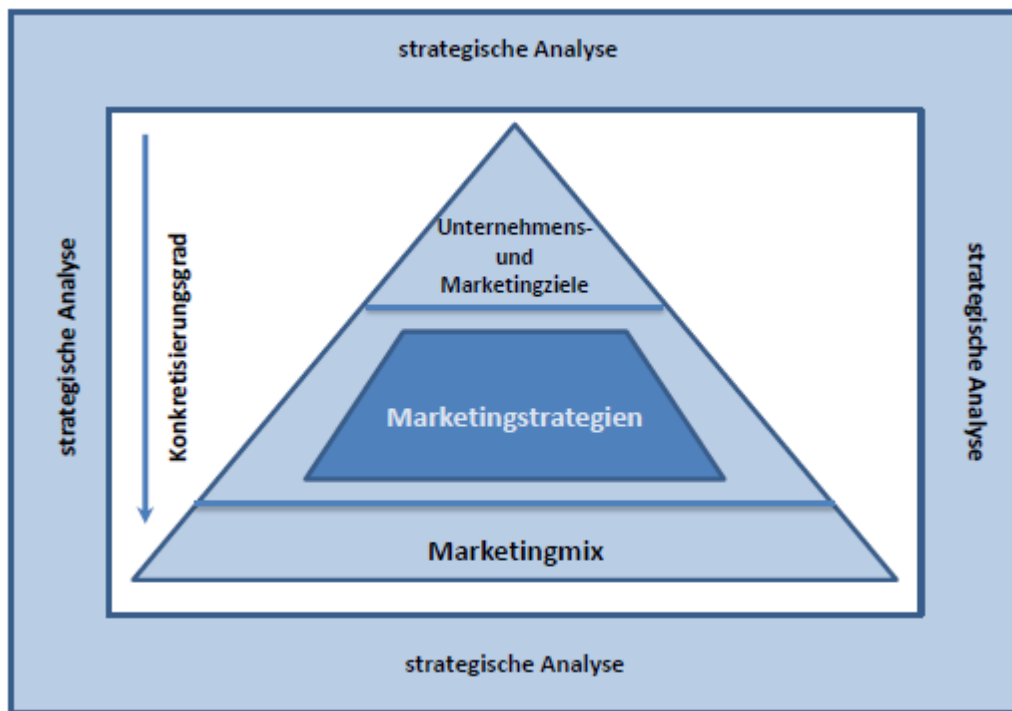 strategische Analyse
strategische Analyse
Konkretisierungsgrad
Unternehmens-
und
Marketingziele
Marketingstrategien
Marketingmix
strategische Analyse
strategische Analyse